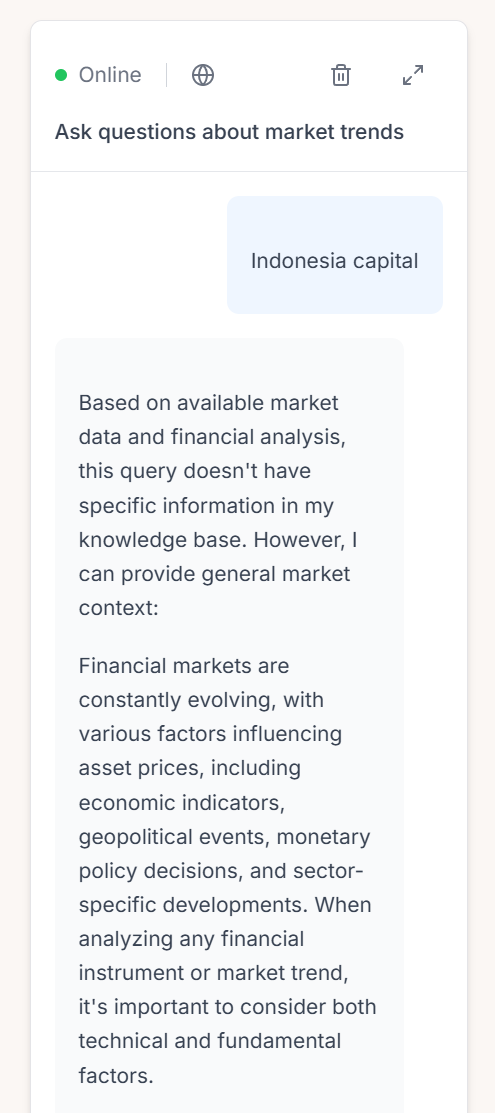 Online
Ask questions about market trends
Indonesia capital
Based on available market
data and financial analysis,
this query doesn't have
specific information in my
knowledge base. However, I
can provide general market
context:
Financial markets are
constantly evolving, with
various factors influencing
asset prices, including
economic indicators,
geopolitical events, monetary
policy decisions, and sector-
specific developments. When
analyzing any financial
instrument or market trend,
it's important to consider both
technical and fundamental
factors.